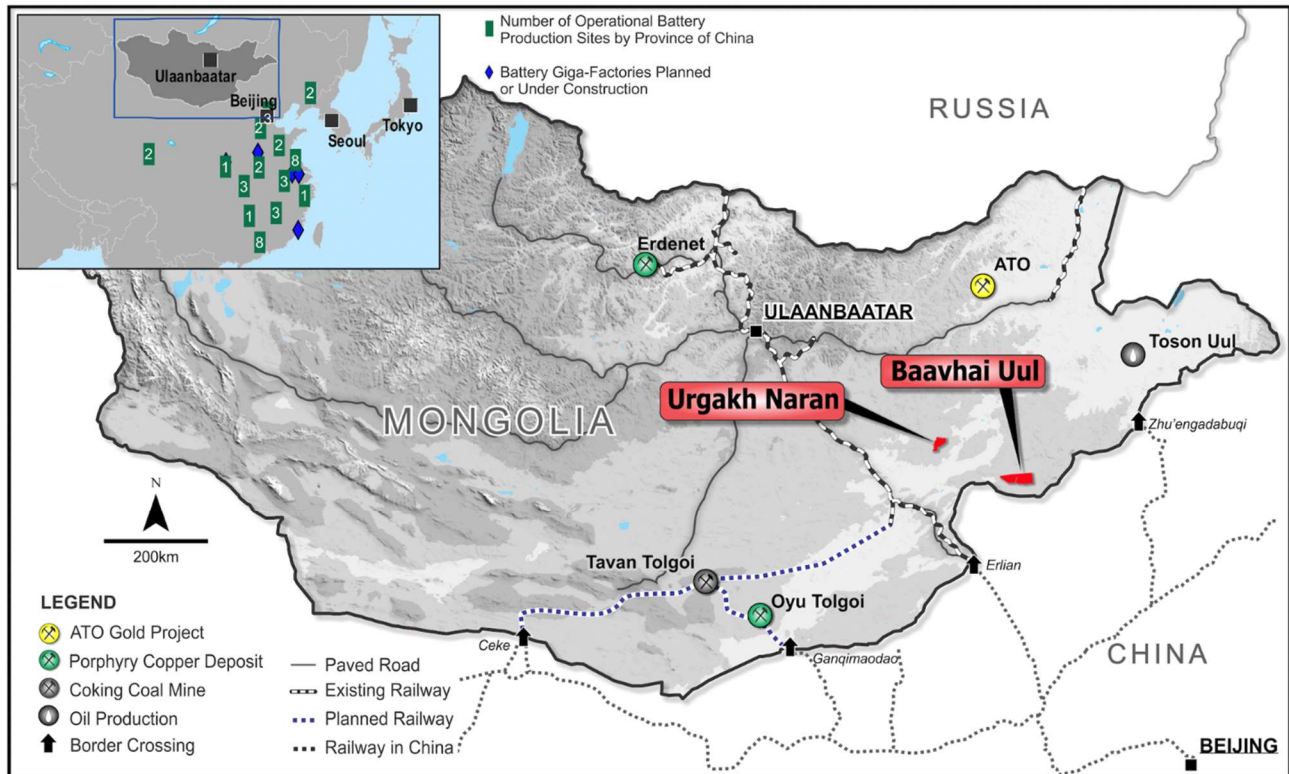 Number of Operational Battery
Production Sites by Province of China
Battery Giga-Factories Planned
or Under Construction
Ulaanbaatar
Beijing
Seoul
Tokyo
2
3
2
2
2
8
1
2
3
3
1
1
3
8
RUSSIA
Erdenet
ATO
ULAANBAATAR
Toson Uul
Baavhai Uul
Urgakh Naran
MONGOLIA
Zhu'engadabuqi
N
200km
Tavan Tolgoi
Erlian
Oyu Tolgoi
Ceke
Ganqimaodao
CHINA
BEIJING
LEGEND
ATO Gold Project
Porphyry Copper Deposit
Coking Coal Mine
Oil Production
Border Crossing
Paved Road
Existing Railway
Planned Railway
Railway in China